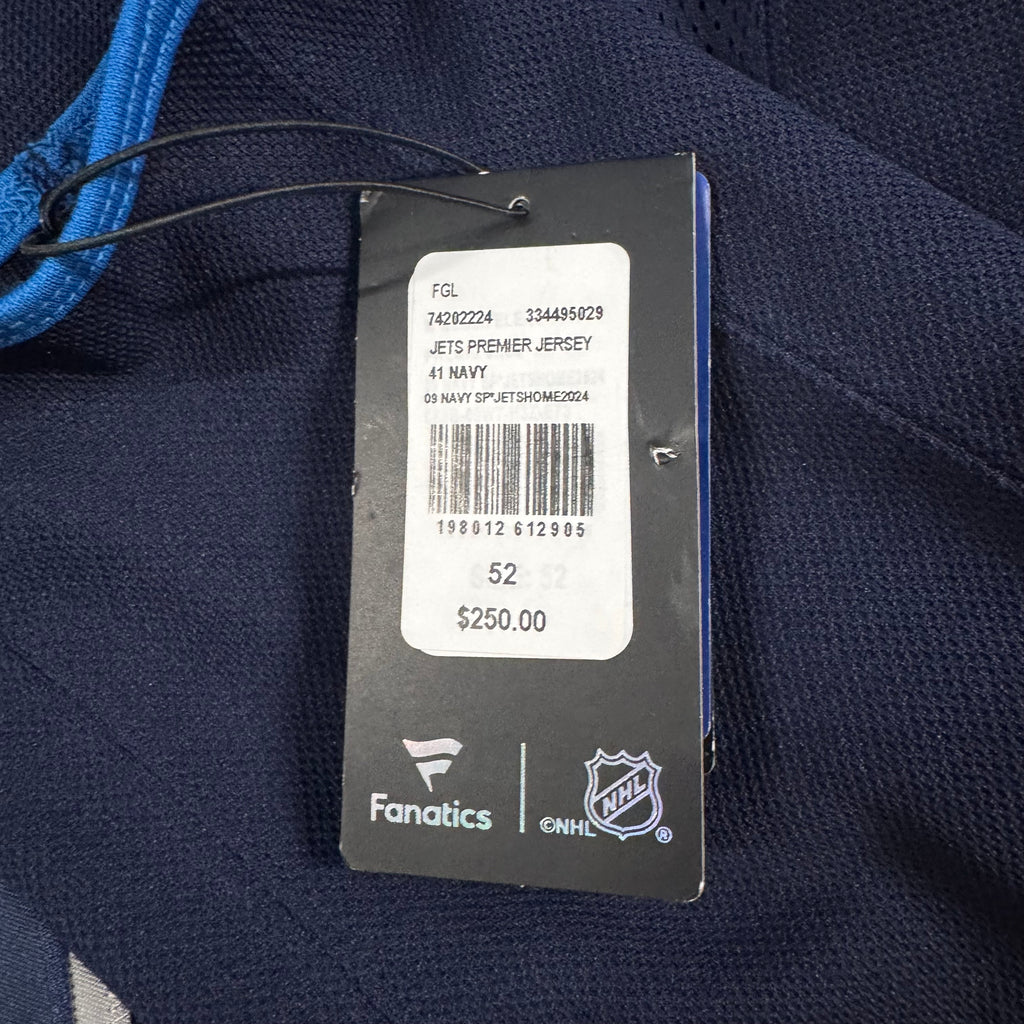 FGL
74202224 334495029
JETS PREMIER JERSEY
41 NAVY
09 NAVY SP*JETSHOME2024
198012 612905
52
$250.00
Fanatics
©NHL
NHL
®